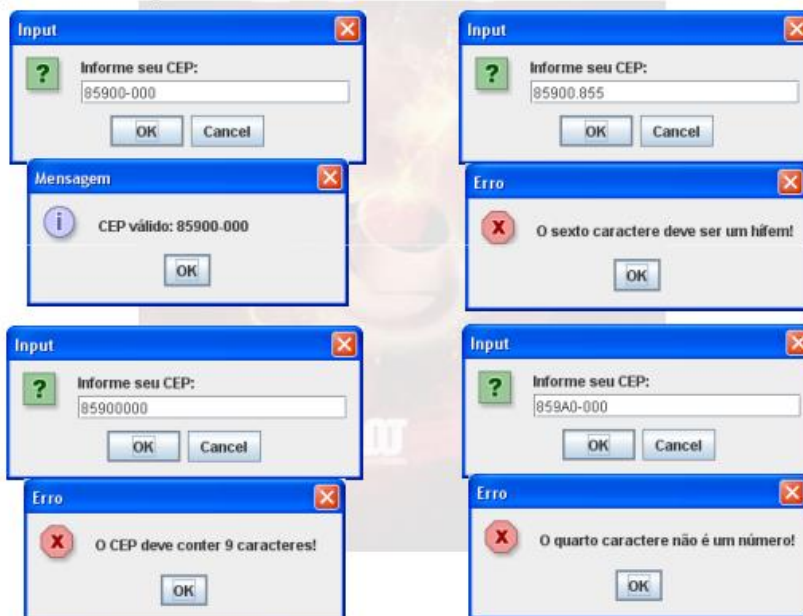 Input
Informe seu CEP:
85900-000
OK Cancel
Mensagem
CEP válido: 85900-000
OK
Input
Informe seu CEP:
85900.855
OK Cancel
Erro
O sexto caractere deve ser um hífem!
OK
Input
Informe seu CEP:
85900000
OK Cancel
Erro
O CEP deve conter 9 caracteres!
OK
Input
Informe seu CEP:
859A0-000
OK Cancel
Erro
O quarto caractere não é um número!
OK